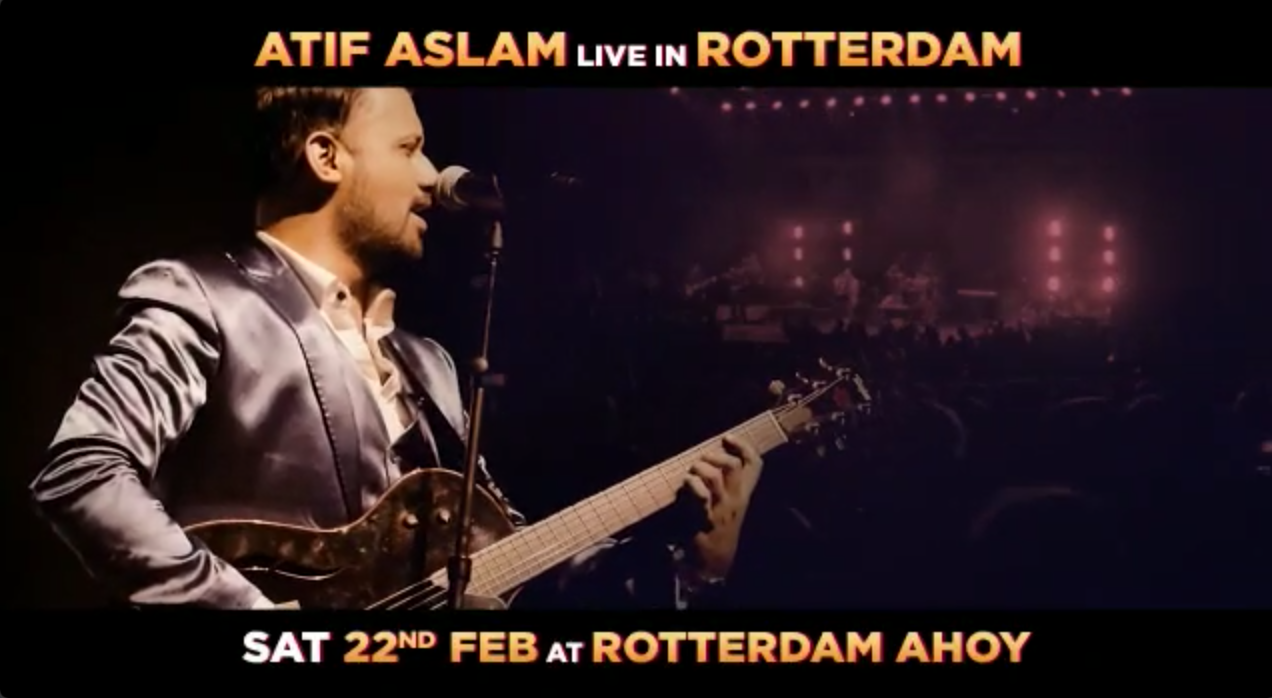 ATIF ASLAM LIVE IN ROTTERDAM
SAT 22ND FEB AT ROTTERDAM AHOY